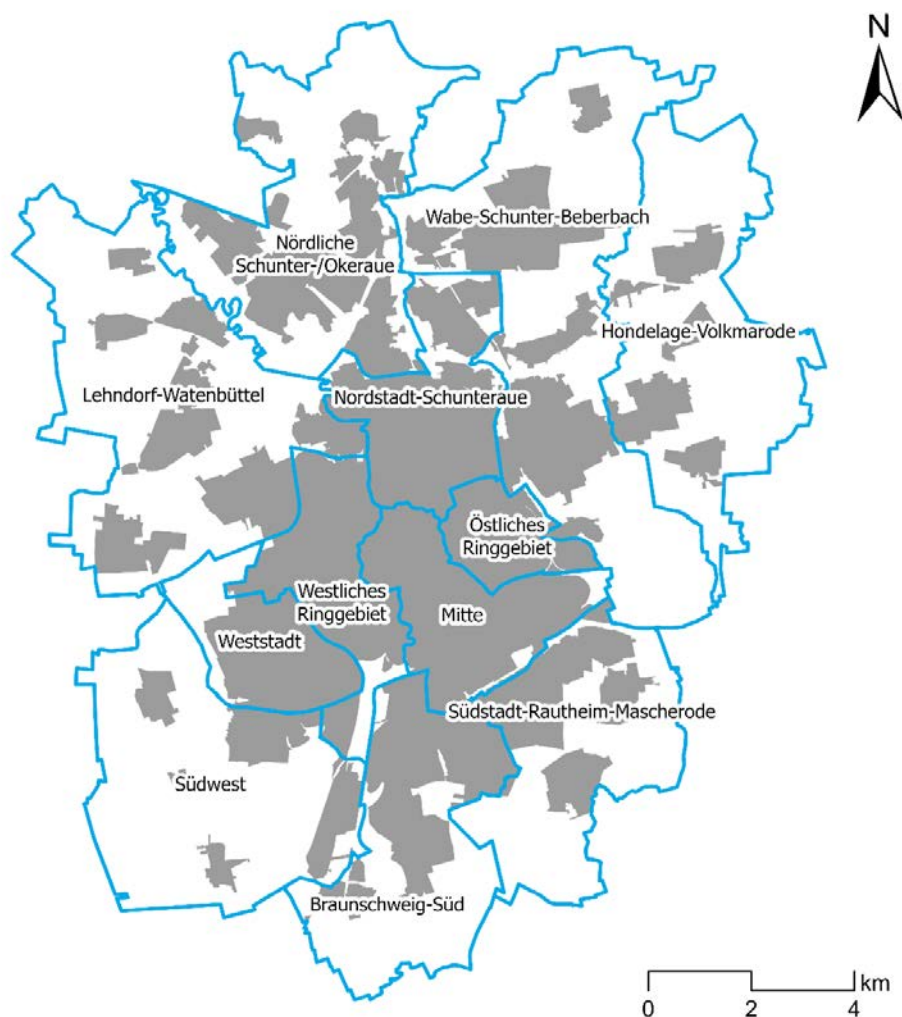 N
Wabe-Schunter-Beberbach
Nördliche
Schunter-/Okeraue
Hondelage-Volkmarode
Lehndorf-Watenbüttel
Nordstadt-Schunteraue
Östliches
Ringgebiet
Westliches
Ringgebiet
Mitte
Weststadt
Südstadt-Rautheim-Mascherode
Südwest
Braunschweig-Süd
km
0 2 4